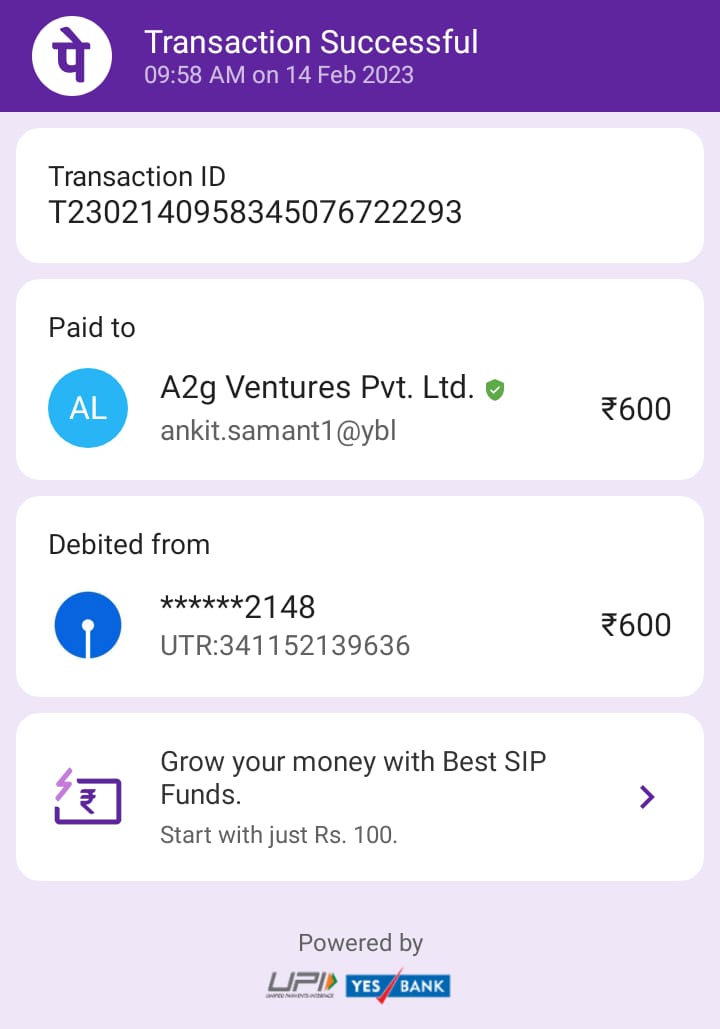 पे
Transaction Successful
09:58 AM on 14 Feb 2023
Transaction ID
T2302140958345076722293
Paid to
AL
A2g Ventures Pvt. Ltd.
ankit.samant1@ybl
₹600
Debited from
******2148
UTR:341152139636
₹600
₹
Grow your money with Best SIP
Funds.
Start with just Rs. 100.
Powered by
UPI
UNIFIED PAYMENTS INTERFACE
YES BANK